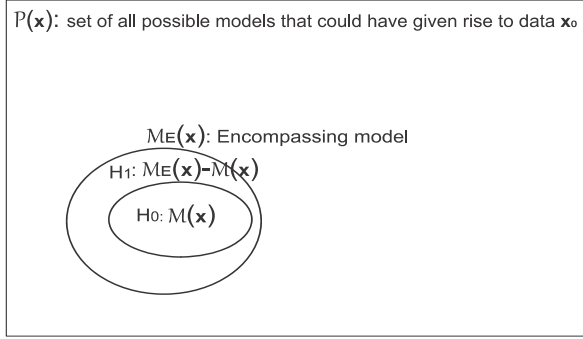 P(x): set of all possible models that could have given rise to data x₀
ME(x): Encompassing model
H₁: ME(x)-M(x)
H₀: M(x)